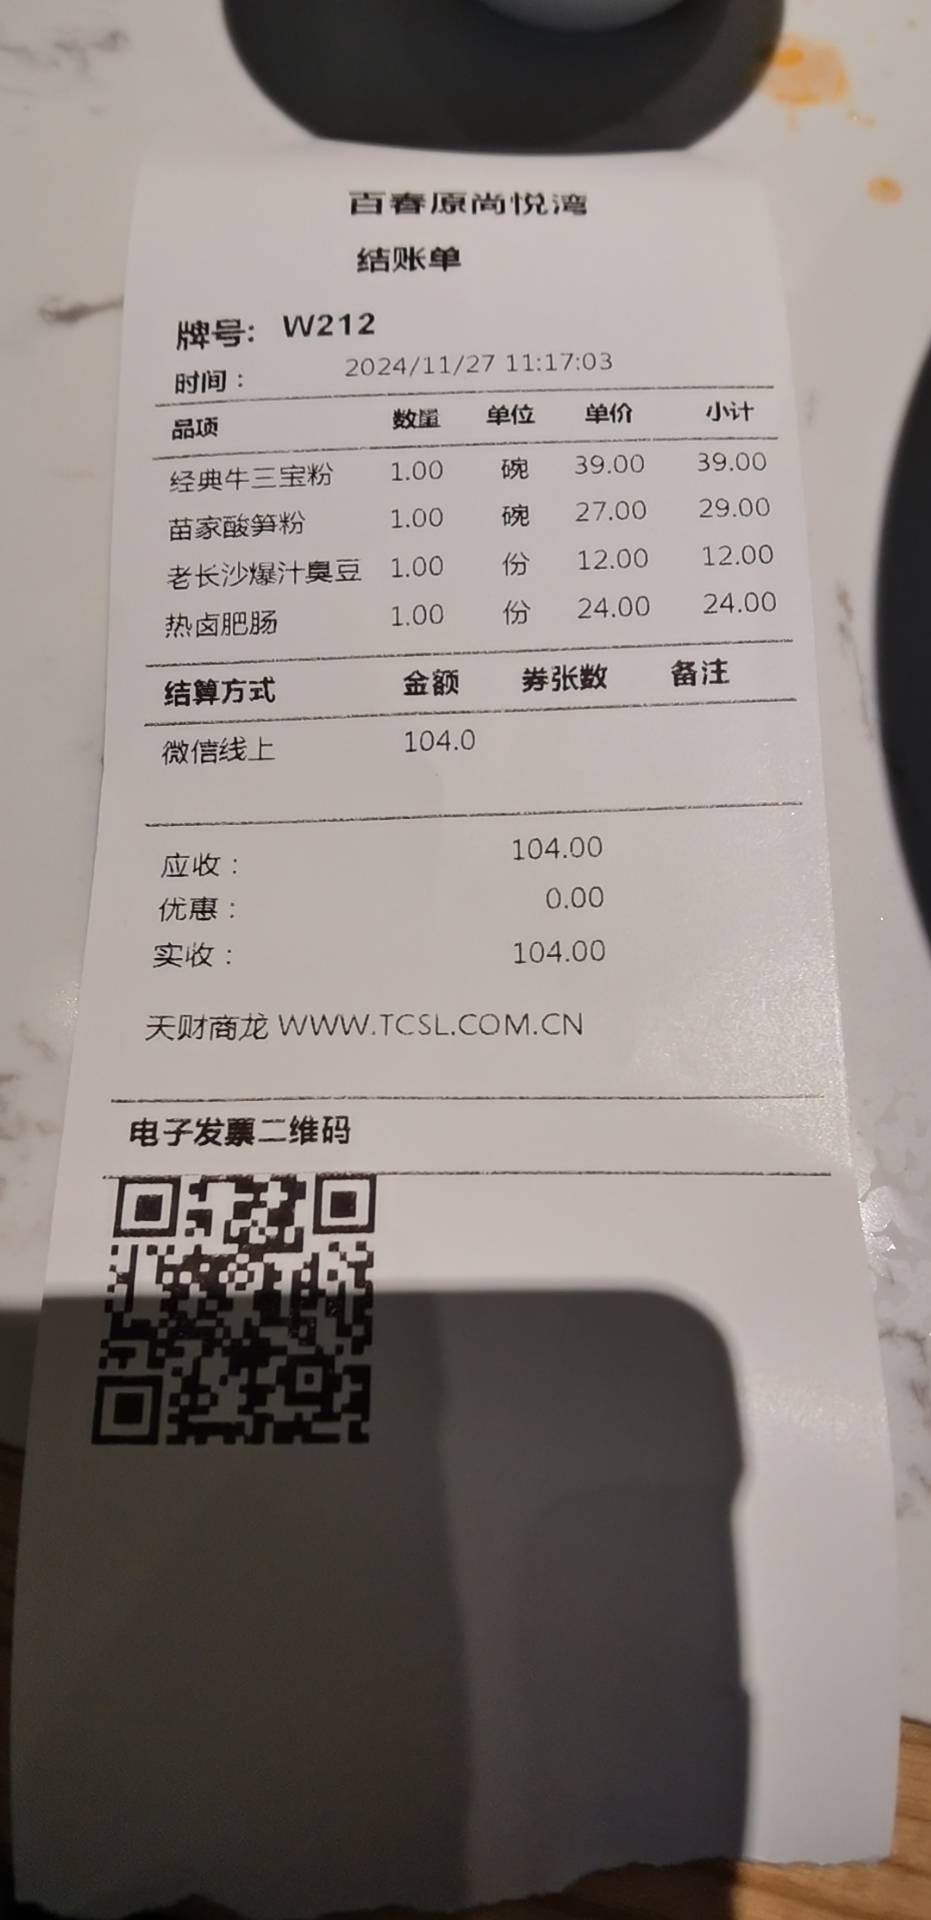 百春原尚悦湾
结账单
牌号: W212
时间: 2024/11/27 11:17:03
品项 数量 单位 单价 小计
经典牛三宝粉 1.00 碗 39.00 39.00
苗家酸笋粉 1.00 碗 27.00 29.00
老长沙爆汁臭豆 1.00 份 12.00 12.00
热卤肥肠 1.00 份 24.00 24.00
结算方式 金额 券张数 备注
微信线上 104.0
应收: 104.00
优惠: 0.00
实收: 104.00
天财商龙 WWW.TCSL.COM.CN
电子发票二维码